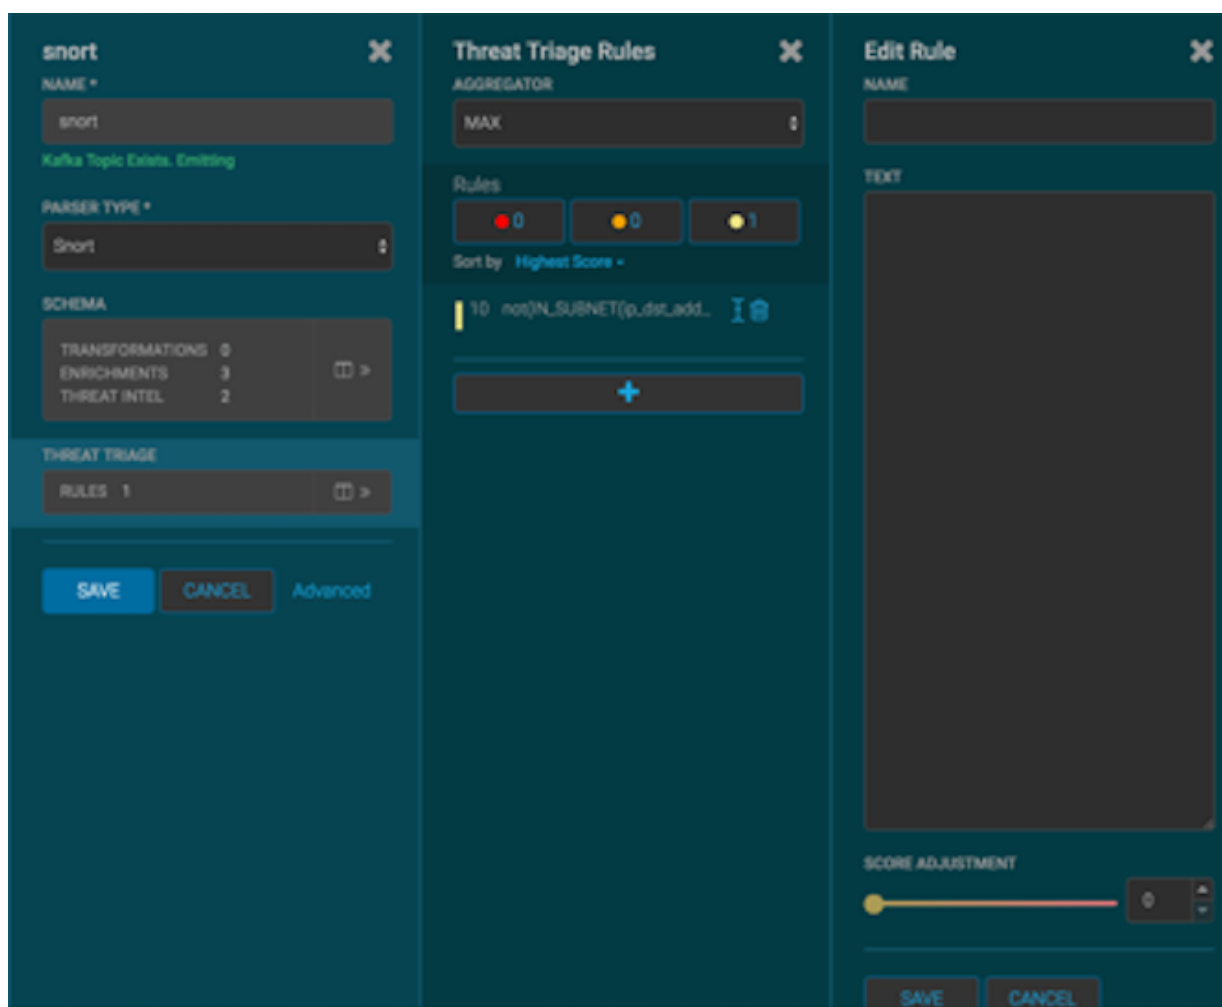 snort
NAME *
snort
Kafka Topic Exists. Emitting
PARSER TYPE *
Snort
SCHEMA
TRANSFORMATIONS 0
ENRICHMENTS 3
THREAT INTEL 2
THREAT TRIAGE
RULES 1
SAVE CANCEL Advanced
Threat Triage Rules
AGGREGATOR
MAX
Rules
0 0 1
Sort by Highest Score
10 not(IN_SUBNET(ip_dst_add...
Edit Rule
NAME
TEXT
SCORE ADJUSTMENT
0
SAVE CANCEL